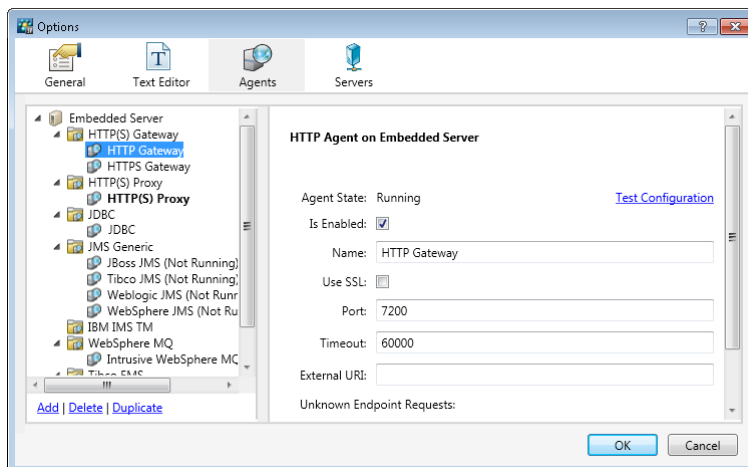 Options
General
Text Editor
Agents
Servers
Embedded Server
HTTP(S) Gateway
HTTP Gateway
HTTPS Gateway
HTTP(S) Proxy
HTTP(S) Proxy
JDBC
JDBC
JMS Generic
JBoss JMS (Not Running)
Tibco JMS (Not Running)
Weblogic JMS (Not Runr
WebSphere JMS (Not Ru
IBM IMS TM
WebSphere MQ
Intrusive WebSphere MQ
Tibco EMS
Add | Delete | Duplicate
HTTP Agent on Embedded Server
Agent State: Running
Test Configuration
Is Enabled:
Name: HTTP Gateway
Use SSL:
Port: 7200
Timeout: 60000
External URI:
Unknown Endpoint Requests:
OK
Cancel